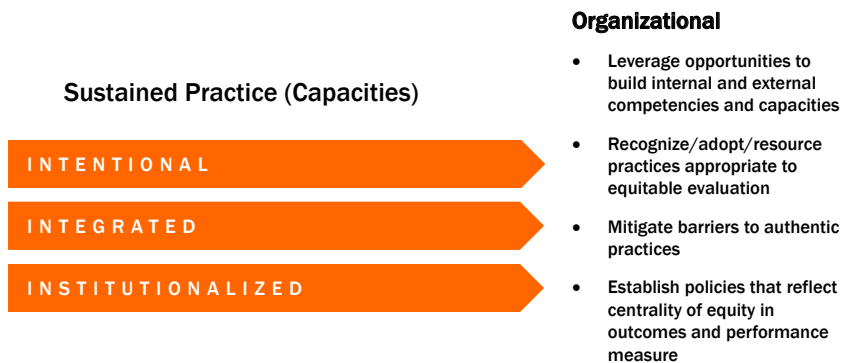 Sustained Practice (Capacities)
INTENTIONAL
INTEGRATED
INSTITUTIONALIZED
Organizational
• Leverage opportunities to
build internal and external
competencies and capacities
• Recognize/adopt/resource
practices appropriate to
equitable evaluation
• Mitigate barriers to authentic
practices
• Establish policies that reflect
centrality of equity in
outcomes and performance
measure